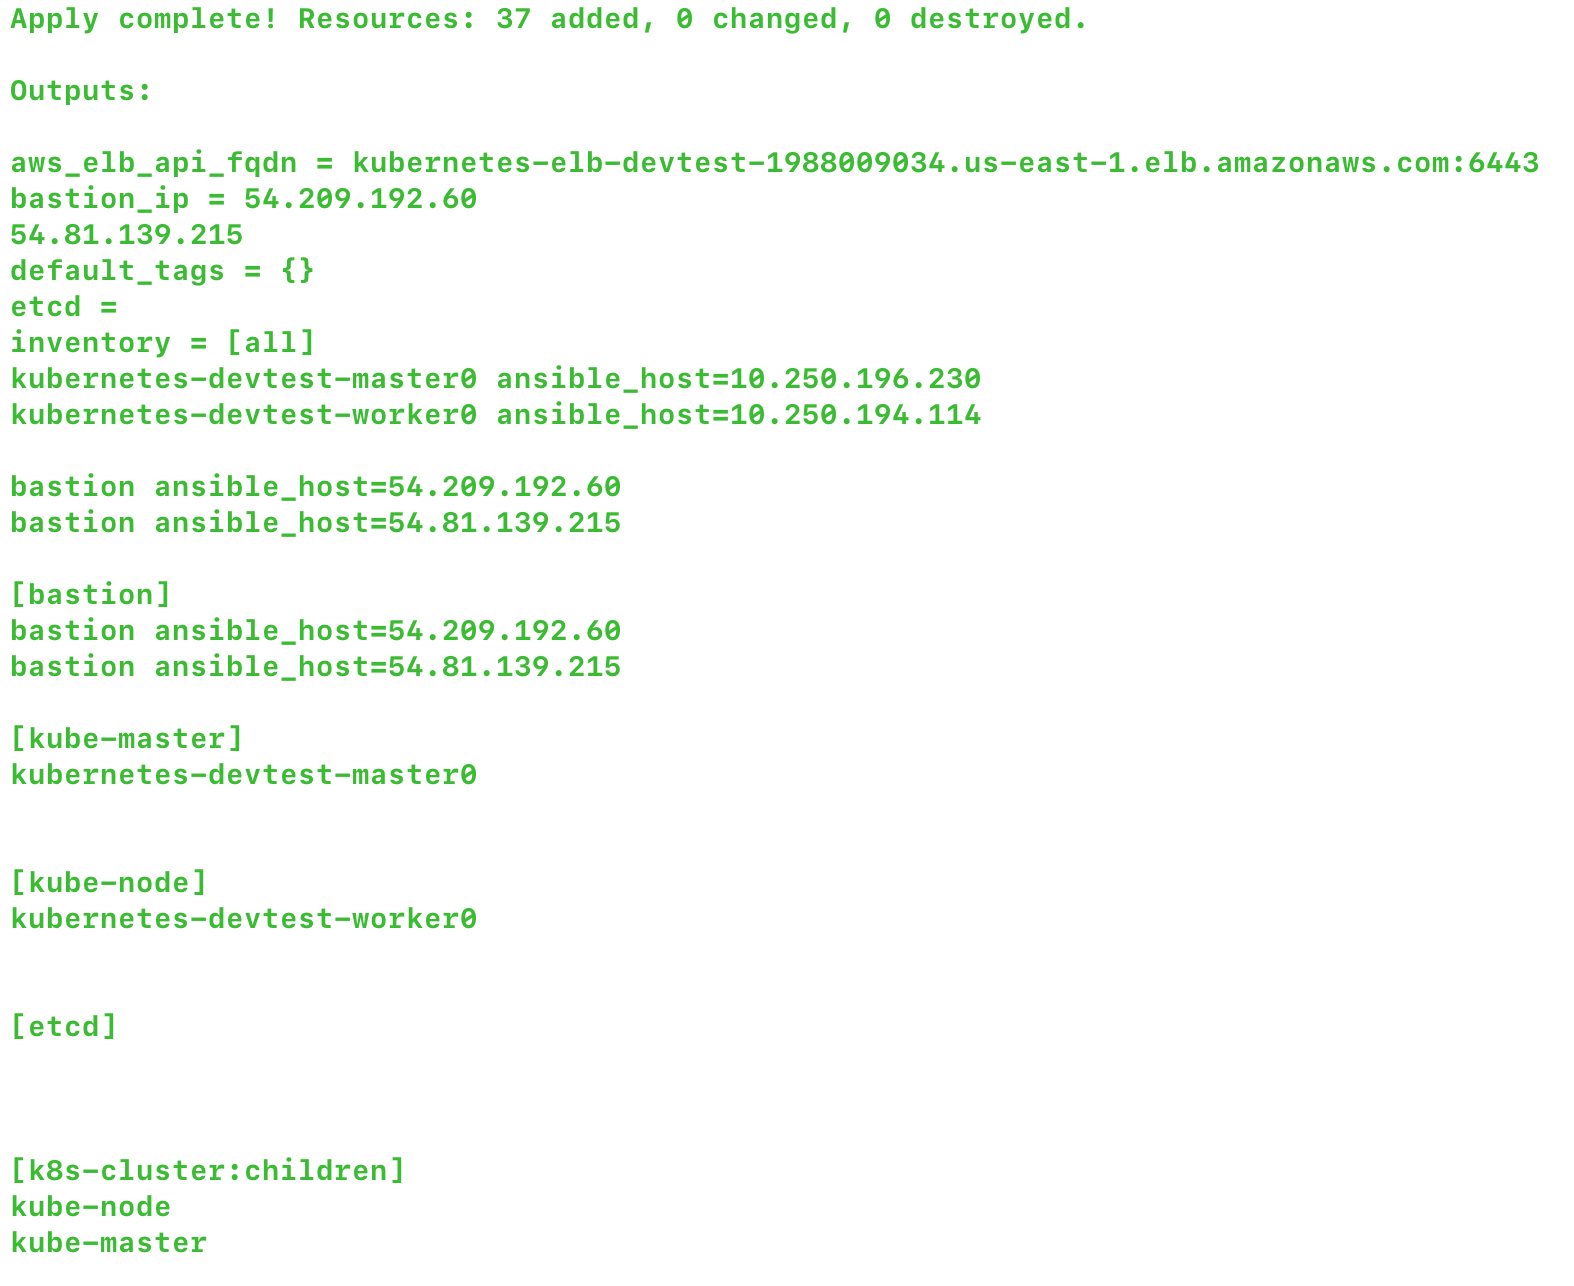 Apply complete! Resources: 37 added, 0 changed, 0 destroyed.
Outputs:
aws_elb_api_fqdn = kubernetes-elb-devtest-1988009034.us-east-1.elb.amazonaws.com:6443
bastion_ip = 54.209.192.60
54.81.139.215
default_tags = {}
etcd =
inventory = [all]
kubernetes-devtest-master0 ansible_host=10.250.196.230
kubernetes-devtest-worker0 ansible_host=10.250.194.114
bastion ansible_host=54.209.192.60
bastion ansible_host=54.81.139.215
[bastion]
bastion ansible_host=54.209.192.60
bastion ansible_host=54.81.139.215
[kube-master]
kubernetes-devtest-master0
[kube-node]
kubernetes-devtest-worker0
[etcd]
[k8s-cluster:children]
kube-node
kube-master